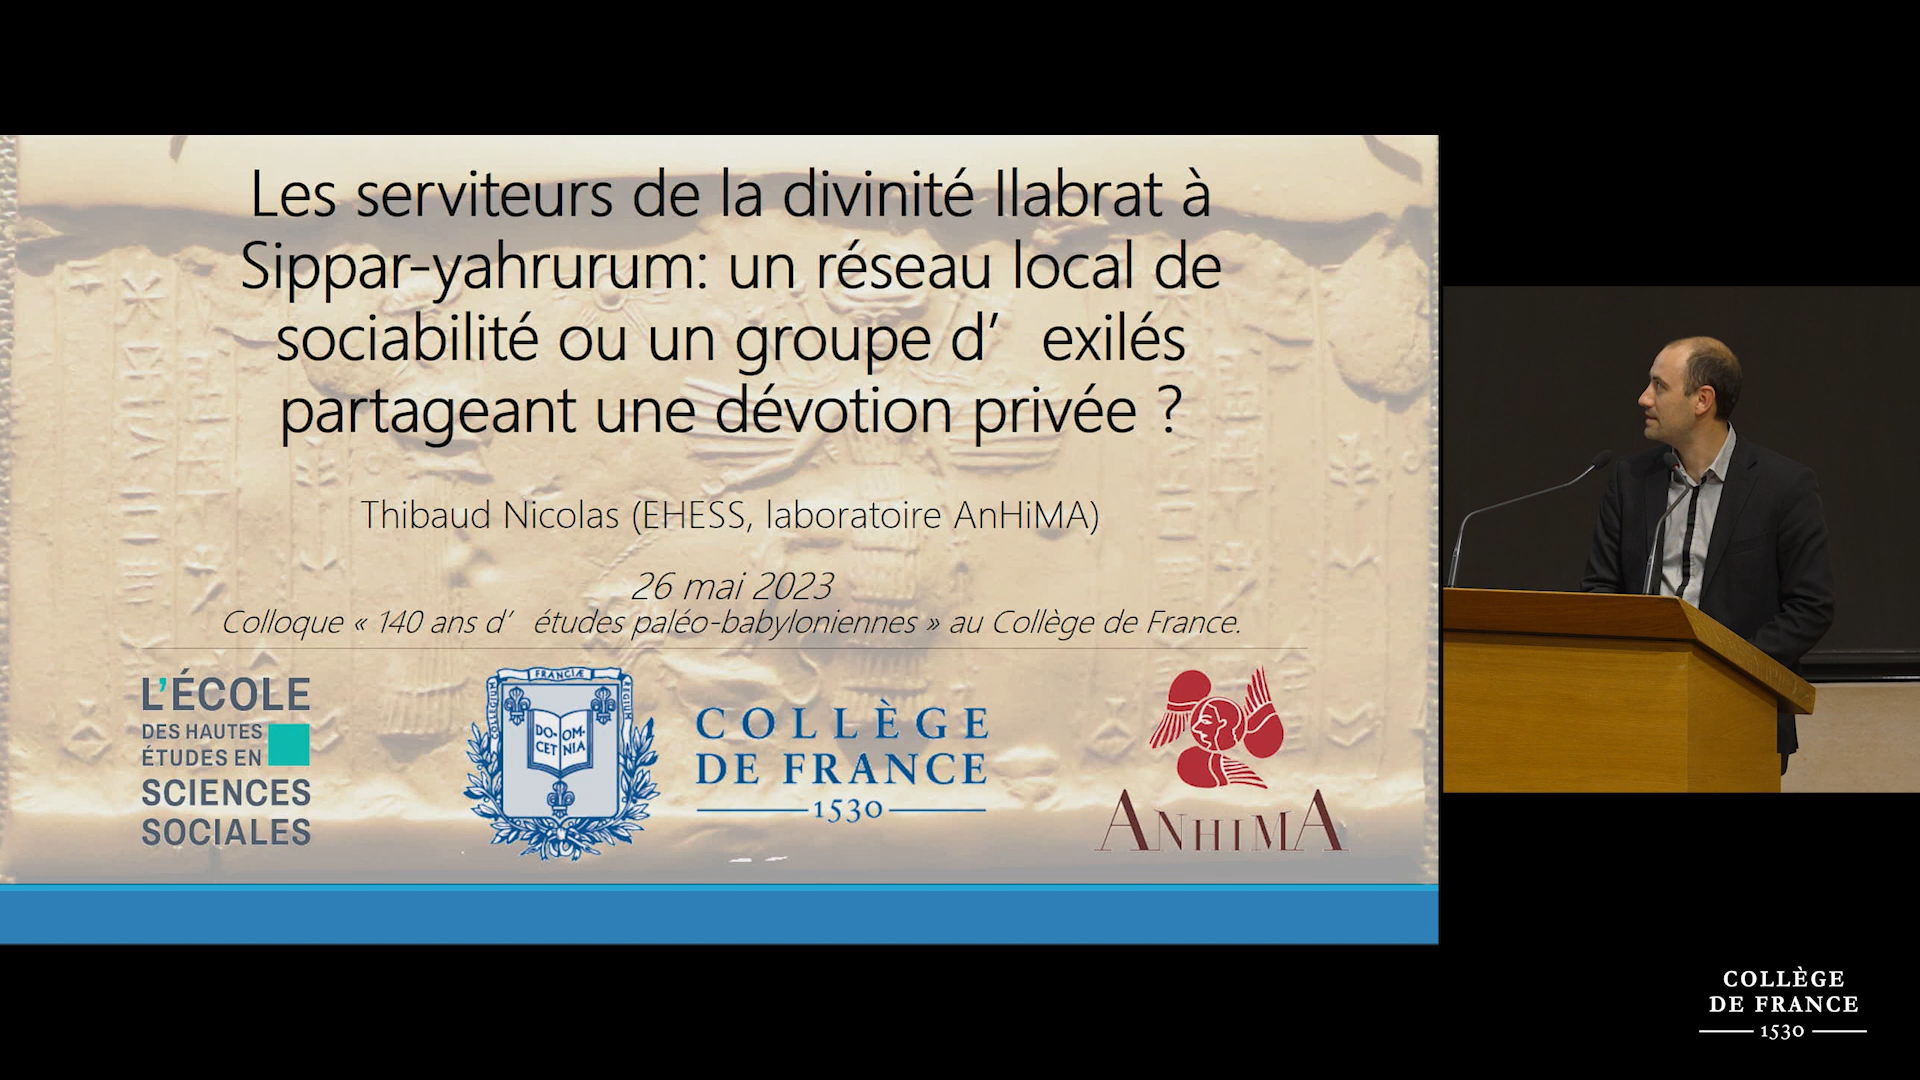 Les serviteurs de la divinité Ilabrat à
Sippar-yahrurum: un réseau local de
sociabilité ou un groupe d’ exilés
partageant une dévotion privée ?
Thibaud Nicolas (EHESS, laboratoire AnHiMA)
26 mai 2023
Colloque « 140 ans d’ études paléo-babyloniennes » au Collège de France.
L’ÉCOLE
DES HAUTES
ÉTUDES EN
SCIENCES
SOCIALES
COLLEGIUM FRANCIÆ REGIUM
DO- OM-
CET NIA
COLLÈGE
DE FRANCE
1530
ANHIMA
COLLÈGE
DE FRANCE
1530